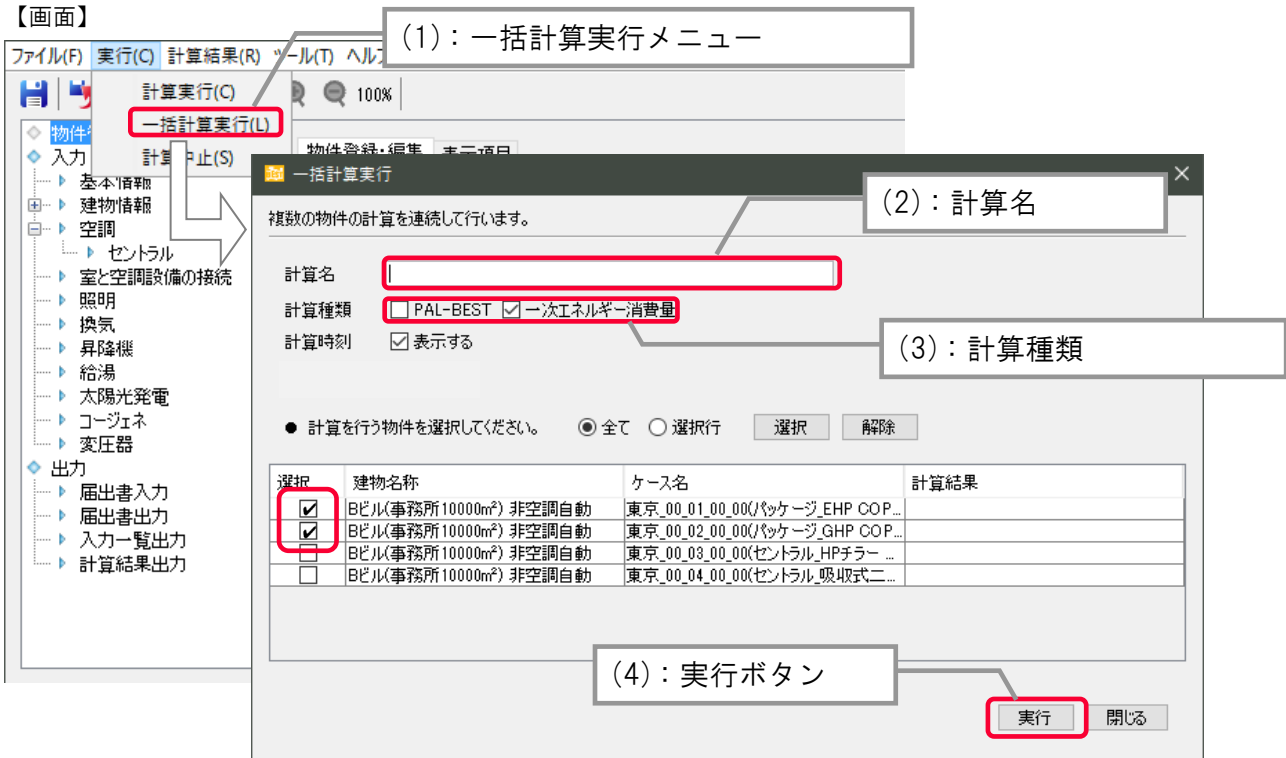 【画面】
(1)：一括計算実行メニュー
ファイル(F) 実行(C) 計算結果(R) ツール(T) ヘル
計算実行(C)
100%
一括計算実行(L)
計算中止(S)
物件
物件登録・編集 表示項目
入力
基本情報
建物情報
空調
セントラル
室と空調設備の接続
照明
換気
昇降機
給湯
太陽光発電
コージェネ
変圧器
出力
届出書入力
届出書出力
入力一覧出力
計算結果出力
一括計算実行
(2)：計算名
複数の物件の計算を連続して行います。
計算名
計算種類 PAL-BEST 一次エネルギー消費量
(3)：計算種類
計算時刻 表示する
● 計算を行う物件を選択してください。 全て 選択行 選択 解除
選択 建物名称 ケース名 計算結果
Bビル(事務所10000㎡) 非空調自動 東京_00_01_00_00(パッケージ_EHP COP...
Bビル(事務所10000㎡) 非空調自動 東京_00_02_00_00(パッケージ_GHP COP...
Bビル(事務所10000㎡) 非空調自動 東京_00_03_00_00(セントラル_HPチラー ...
Bビル(事務所10000㎡) 非空調自動 東京_00_04_00_00(セントラル_吸収式二...
(4)：実行ボタン
実行 閉じる